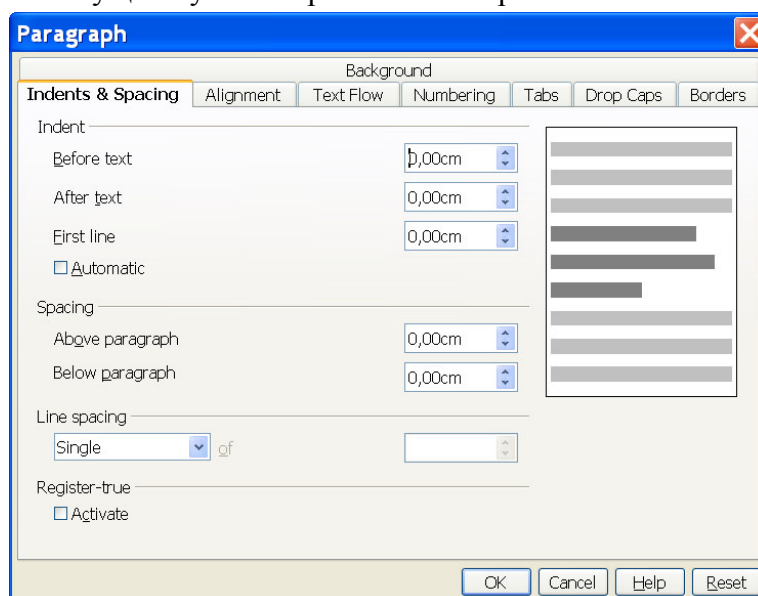 Paragraph
Background
Indents & Spacing Alignment Text Flow Numbering Tabs Drop Caps Borders
Indent
Before text 0,00cm
After text 0,00cm
First line 0,00cm
Automatic
Spacing
Above paragraph 0,00cm
Below paragraph 0,00cm
Line spacing
Single of
Register-true
Activate
OK Cancel Help Reset